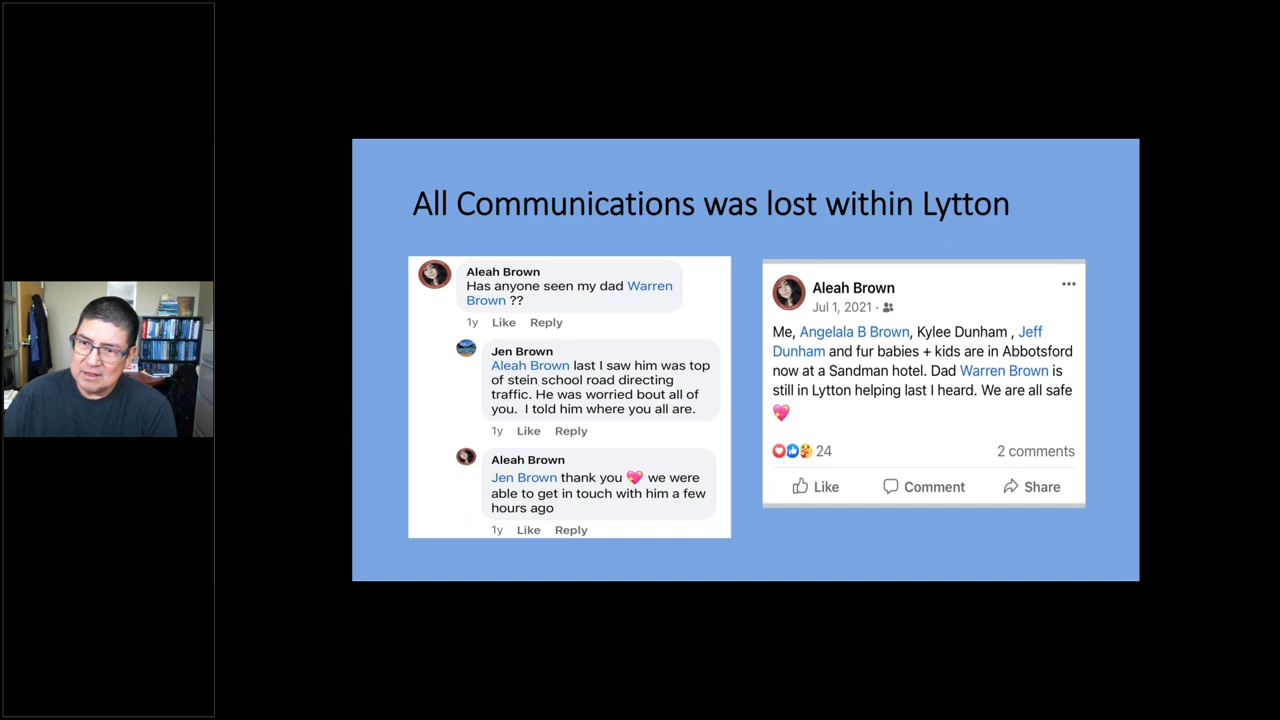 All Communications was lost within Lytton
Aleah Brown
Has anyone seen my dad Warren
Brown ??
1y Like Reply
Jen Brown
Aleah Brown last I saw him was top
of stein school road directing
traffic. He was worried bout all of
you. I told him where you all are.
1y Like Reply
Aleah Brown
Jen Brown thank you 💖 we were
able to get in touch with him a few
hours ago
1y Like Reply
Aleah Brown
Jul 1, 2021 ·
Me, Angelala B Brown, Kylee Dunham , Jeff
Dunham and fur babies + kids are in Abbotsford
now at a Sandman hotel. Dad Warren Brown is
still in Lytton helping last I heard. We are all safe
💖
24 2 comments
Like Comment Share